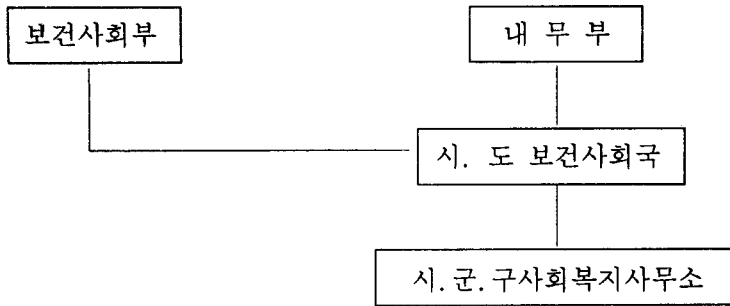 보건사회부
내 무 부
시. 도 보건사회국
시.군.구사회복지사무소